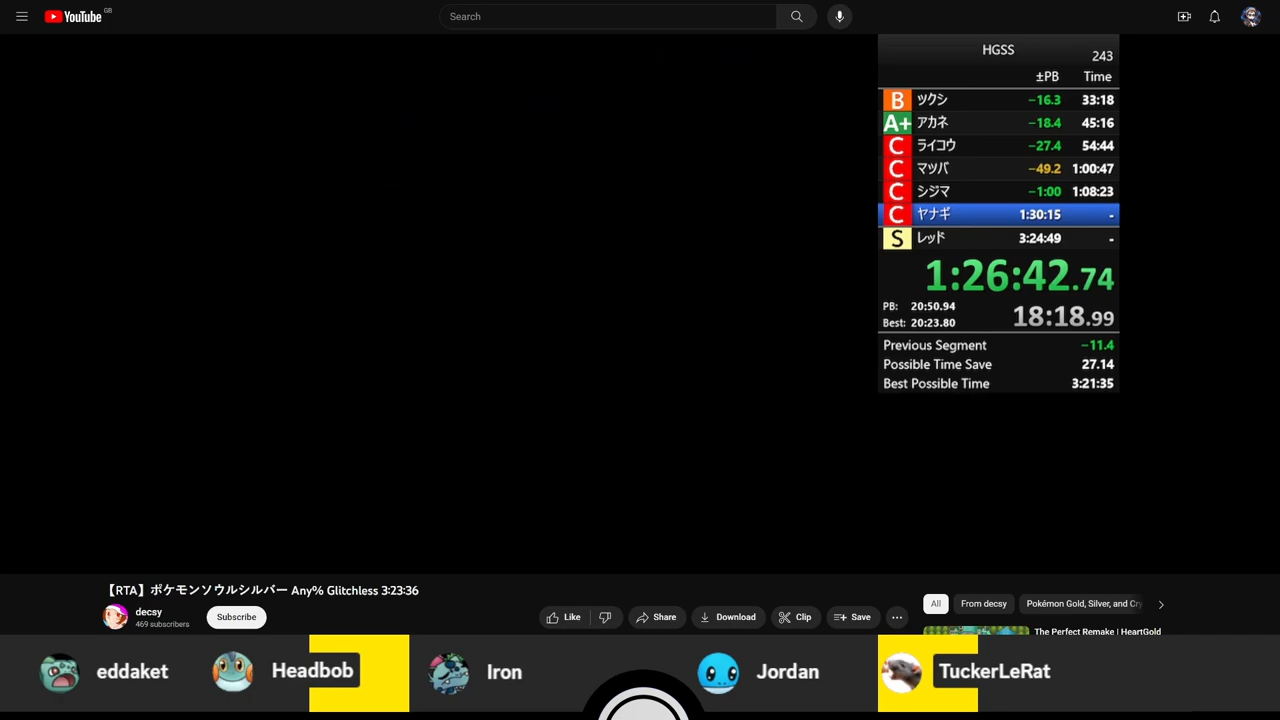 YouTube GB
Search
HGSS
243
±PB Time
B ツクシ −16.3 33:18
A+ アカネ −18.4 45:16
C ライコウ −27.4 54:44
C マツバ −49.2 1:00:47
C シジマ −1:00 1:08:23
C ヤナギ 1:30:15 -
S レッド 3:24:49 -
1:26:42.74
PB: 20:50.94
Best: 20:23.80
18:18.99
Previous Segment −11.4
Possible Time Save 27.14
Best Possible Time 3:21:35
【RTA】ポケモンソウルシルバー Any% Glitchless 3:23:36
decsy
469 subscribers
Subscribe
Like Share Download Clip Save
All From decsy Pokémon Gold, Silver, and Cry
The Perfect Remake | HeartGold
eddaket Headbob Iron Jordan TuckerLeRat